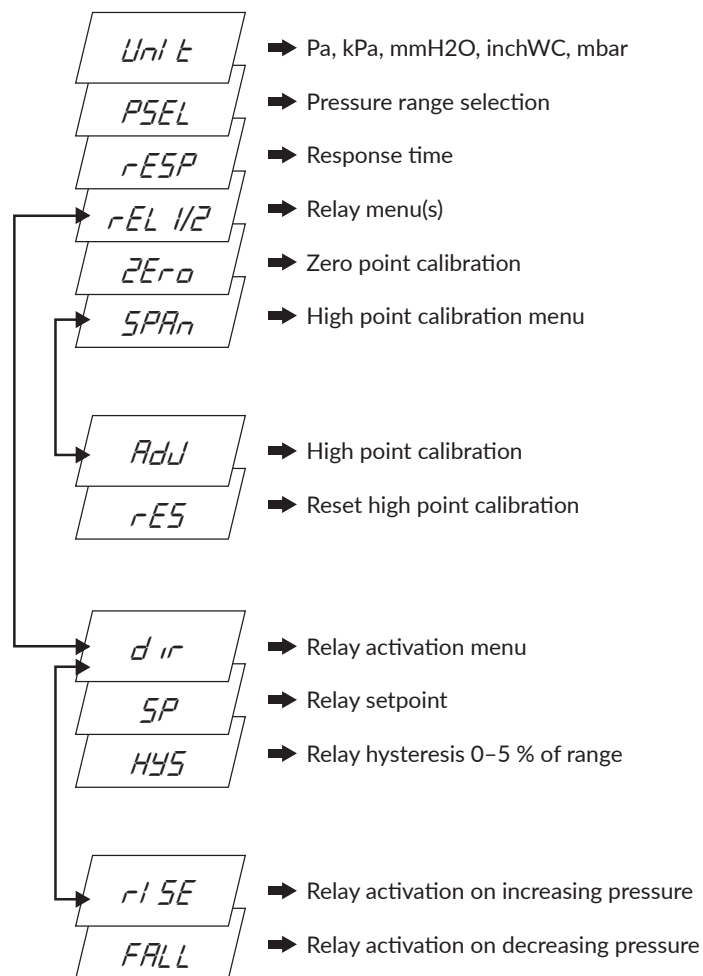 Unit Pa, kPa, mmH2O, inchWC, mbar
PSEL Pressure range selection
rESP Response time
rEL 1/2 Relay menu(s)
ZEro Zero point calibration
SPAn High point calibration menu
AdJ High point calibration
rES Reset high point calibration
dir Relay activation menu
SP Relay setpoint
HYS Relay hysteresis 0–5 % of range
rISE Relay activation on increasing pressure
FALL Relay activation on decreasing pressure